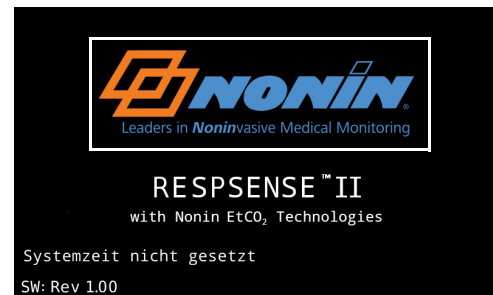 NONIN®
Leaders in Noninvasive Medical Monitoring
RESPSENSE™II
with Nonin EtCO₂ Technologies
Systemzeit nicht gesetzt
SW: Rev 1.00